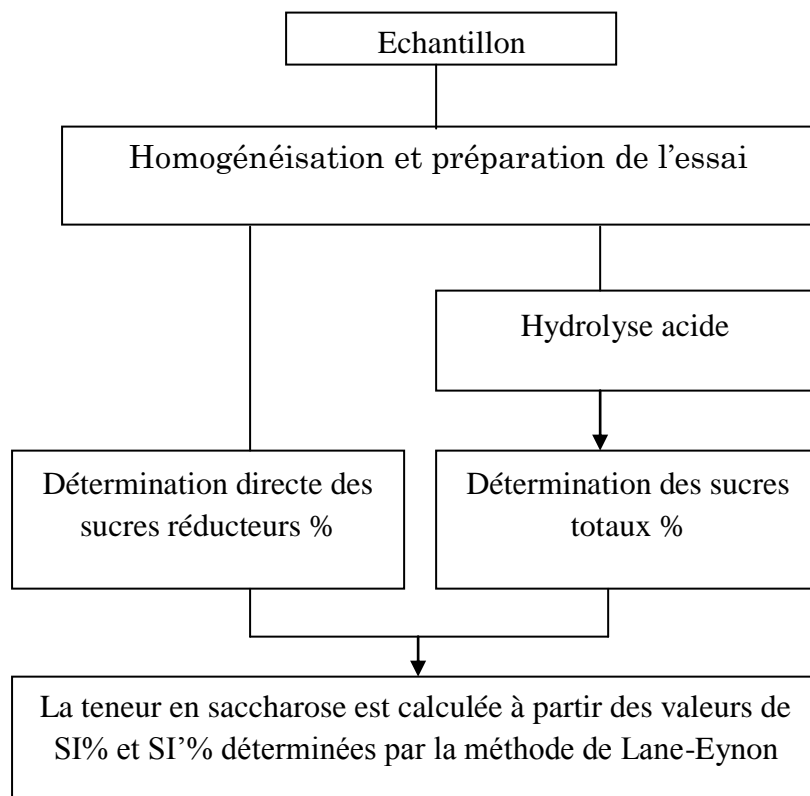 Echantillon
Homogénéisation et préparation de l’essai
Hydrolyse acide
Détermination directe des
sucres réducteurs %
Détermination des sucres
totaux %
La teneur en saccharose est calculée à partir des valeurs de
SI% et SI’% déterminées par la méthode de Lane-Eynon